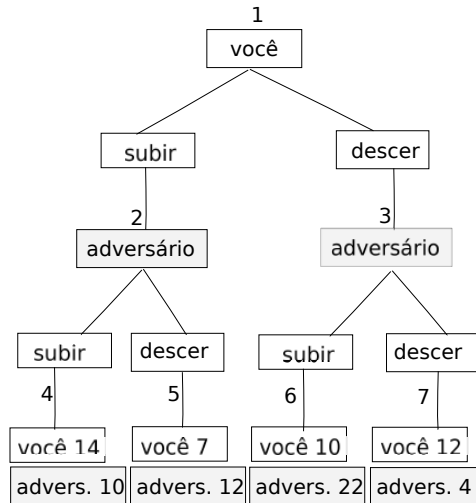 1
você
subir descer
2 3
adversário adversário
subir descer subir descer
4 5 6 7
você 14 você 7 você 10 você 12
advers. 10 advers. 12 advers. 22 advers. 4